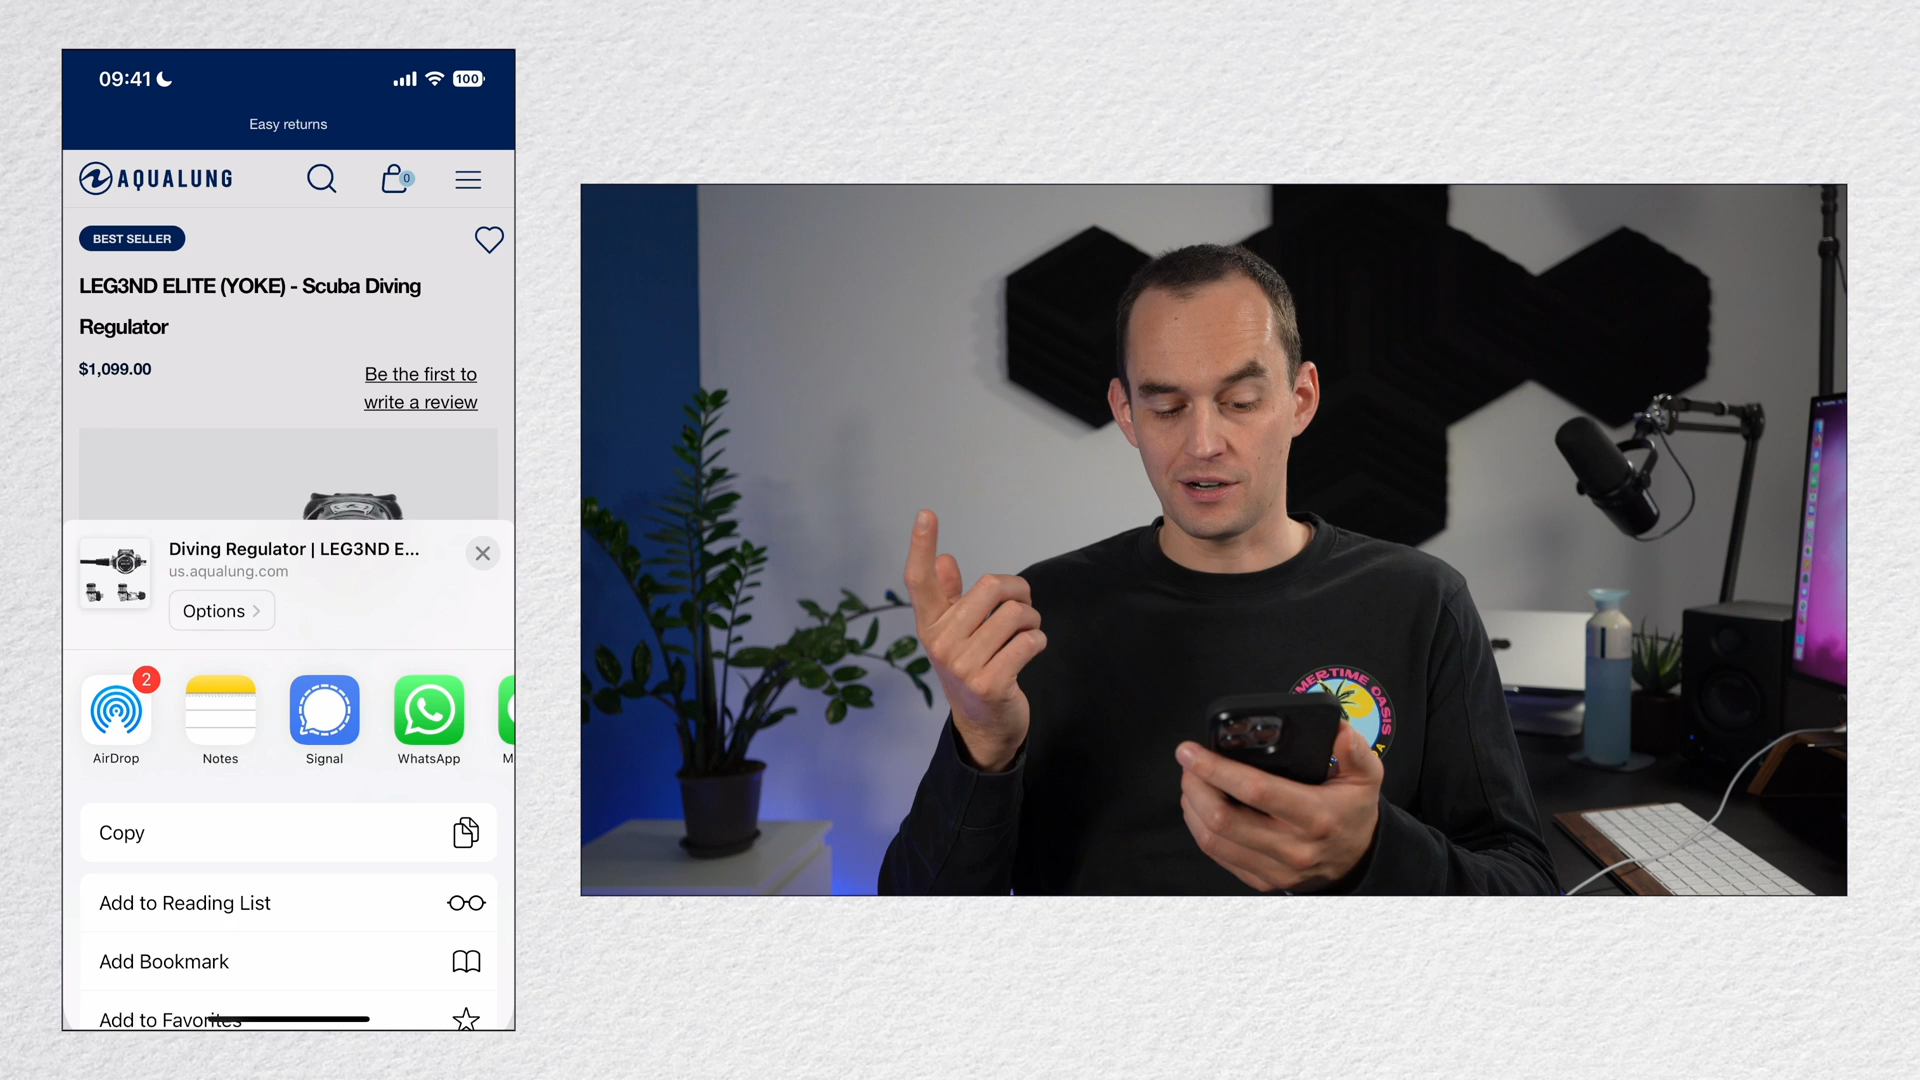 09:41
100
Easy returns
AQUALUNG
0
BEST SELLER
LEG3ND ELITE (YOKE) - Scuba Diving
Regulator
$1,099.00
Be the first to
write a review
Diving Regulator | LEG3ND E...
us.aqualung.com
Options
2
AirDrop
Notes
Signal
WhatsApp
M
Copy
Add to Reading List
Add Bookmark
Add to Favorites
MERTIME OASIS